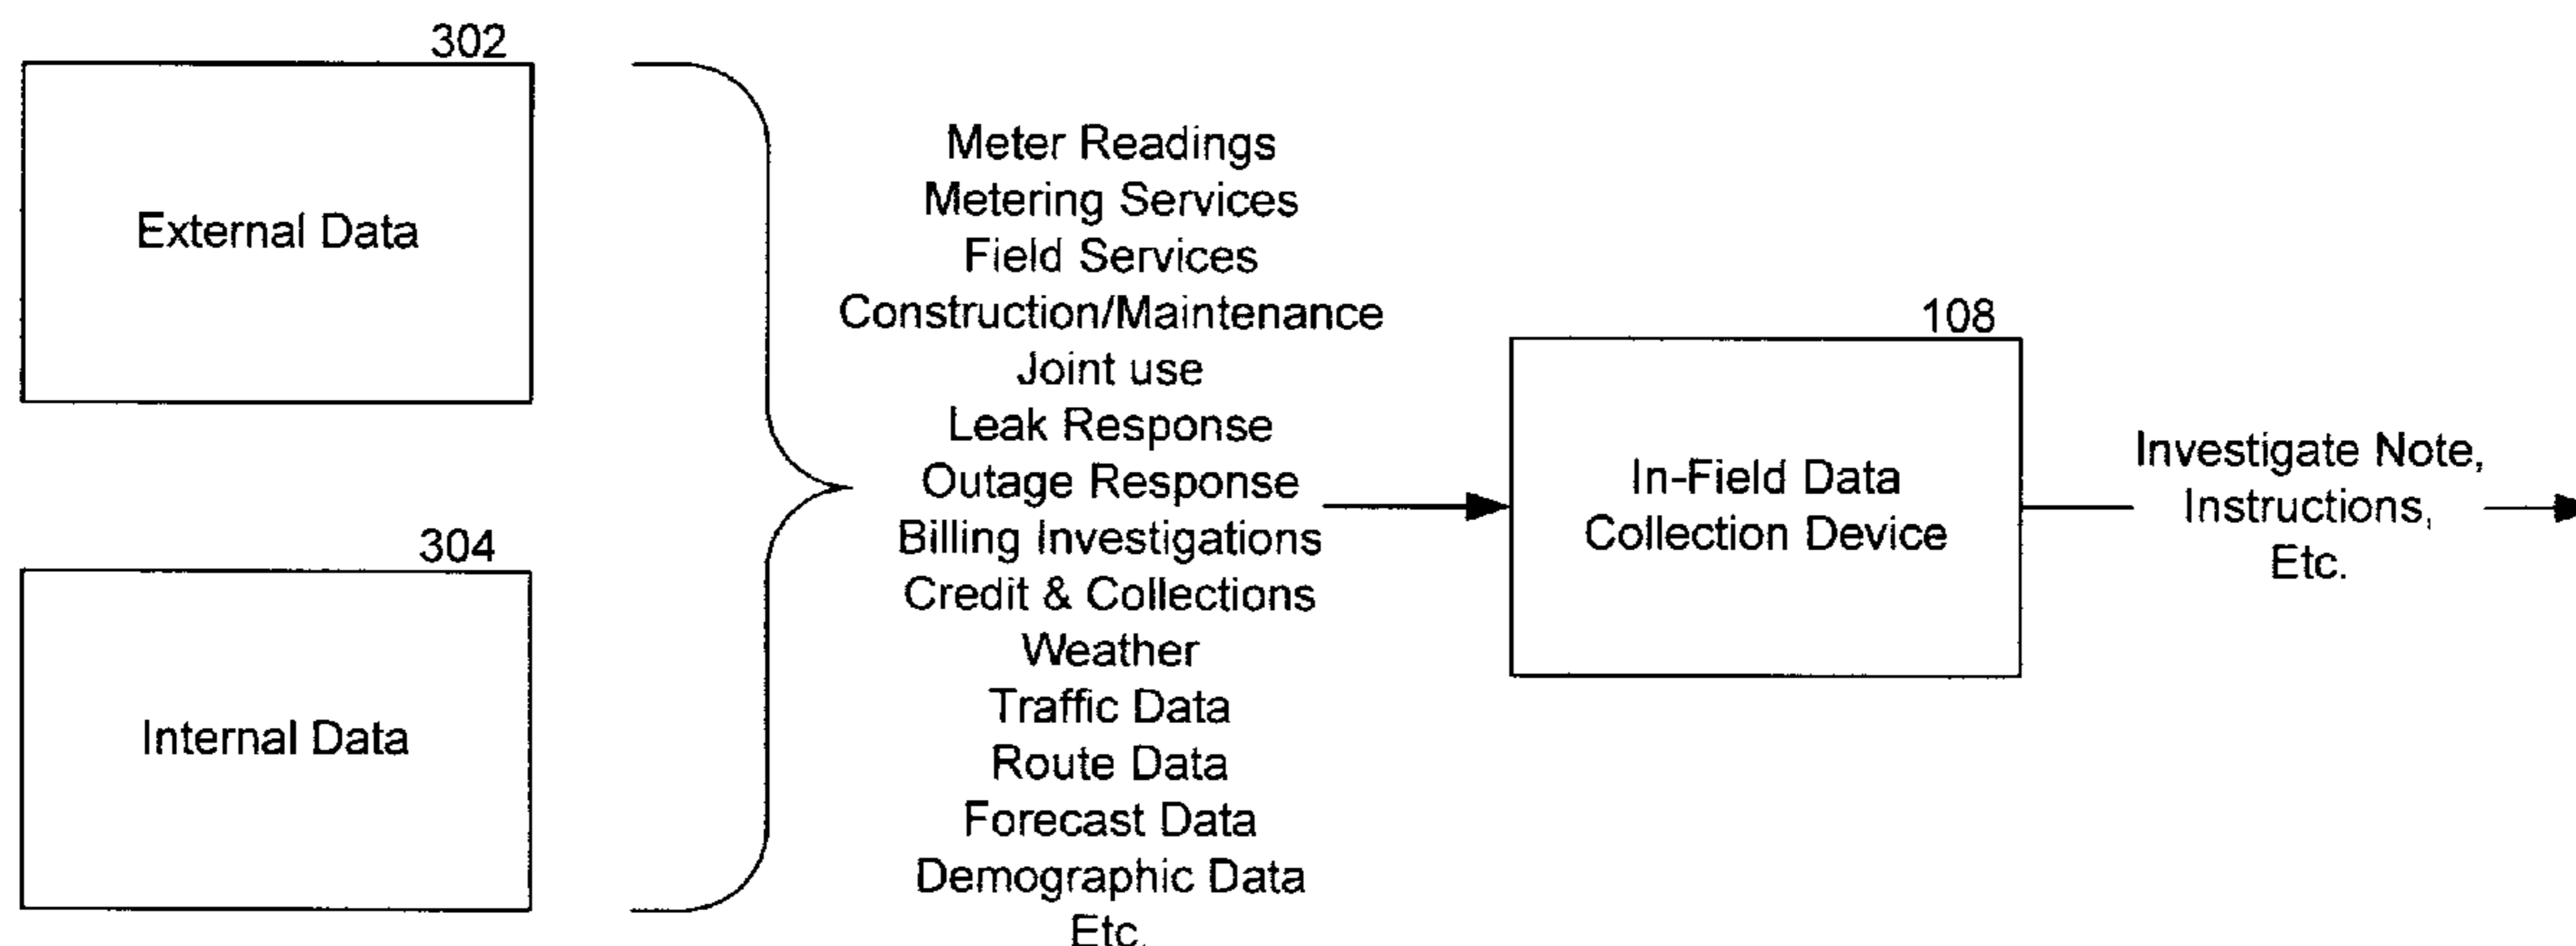 302
External Data
304
Internal Data
Meter Readings
Metering Services
Field Services
Construction/Maintenance
Joint use
Leak Response
Outage Response
Billing Investigations
Credit & Collections
Weather
Traffic Data
Route Data
Forecast Data
Demographic Data
Etc.
108
In-Field Data
Collection Device
Investigate Note,
Instructions,
Etc.